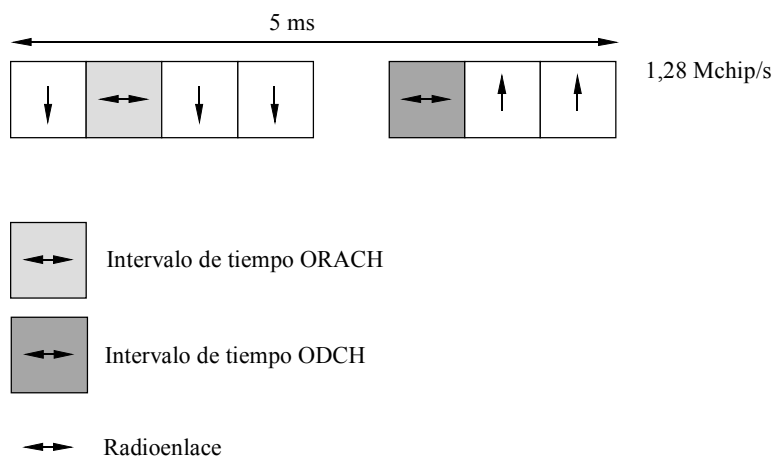 5 ms
1,28 Mchip/s
Intervalo de tiempo ORACH
Intervalo de tiempo ODCH
Radioenlace